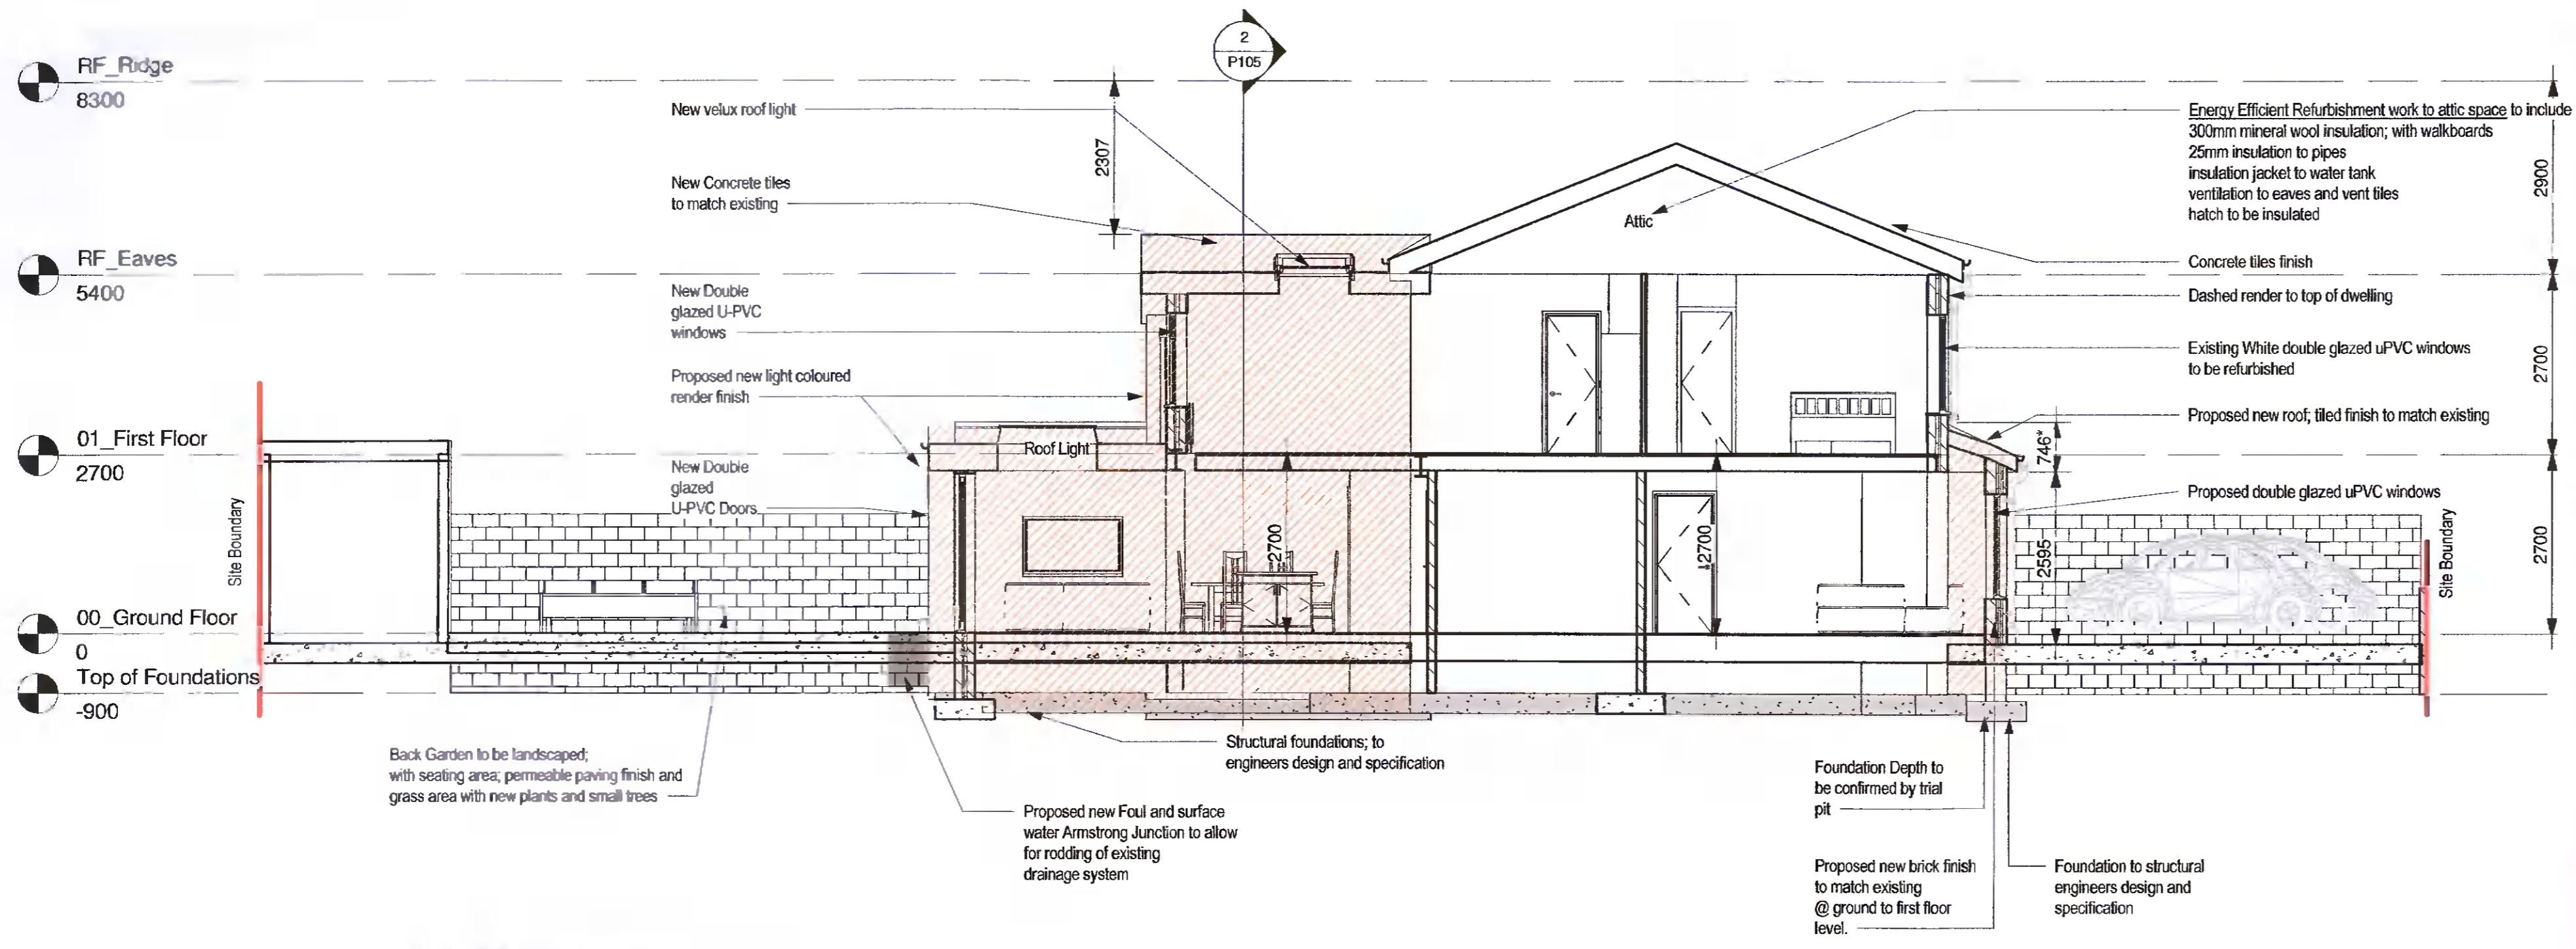 RF_Ridge
8300
RF_Eaves
5400
01_First Floor
2700
00_Ground Floor
0
Top of Foundations
-900
Site Boundary
2
P105
2307
New velux roof light
New Concrete tiles
to match existing
New Double
glazed U-PVC
windows
Proposed new light coloured
render finish
New Double
glazed
U-PVC Doors
Roof Light
Attic
2700
2700
Back Garden to be landscaped;
with seating area; permeable paving finish and
grass area with new plants and small trees
Structural foundations; to
engineers design and specification
Proposed new Foul and surface
water Armstrong Junction to allow
for rodding of existing
drainage system
Energy Efficient Refurbishment work to attic space to include
300mm mineral wool insulation; with walkboards
25mm insulation to pipes
insulation jacket to water tank
ventilation to eaves and vent tiles
hatch to be insulated
Concrete tiles finish
Dashed render to top of dwelling
Existing White double glazed uPVC windows
to be refurbished
Proposed new roof; tiled finish to match existing
Proposed double glazed uPVC windows
746*
2595
2900
2700
2700
Site Boundary
Foundation Depth to
be confirmed by trial
pit
Proposed new brick finish
to match existing
@ ground to first floor
level.
Foundation to structural
engineers design and
specification